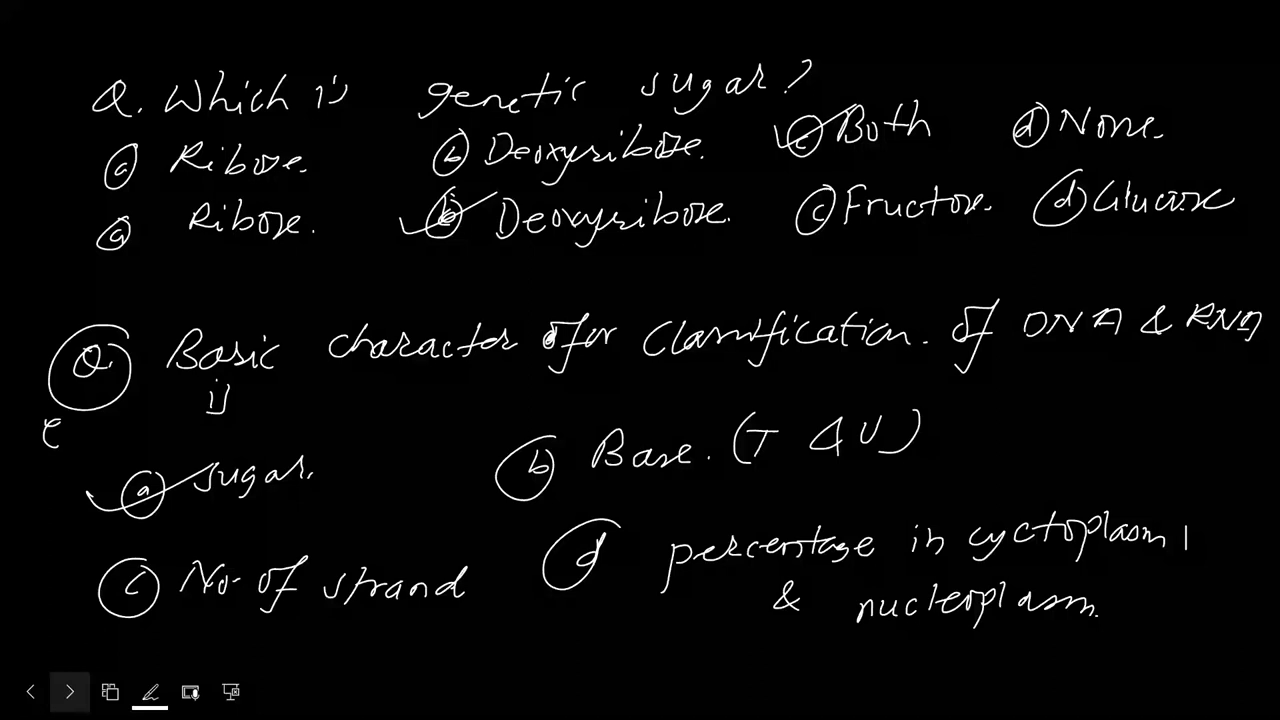 Q. Which is genetic sugar?
(a) Ribose. (b) Deoxyribose. (c) Both (d) None.
(a) Ribose. (b) Deoxyribose. (c) Fructose. (d) Glucose
Q. Basic character for Classification. of DNA & RNA
is
(a) sugar. (b) Base. (T & U)
(c) No. of strand (d) percentage in cyctoplasm
& nucleoplasm.